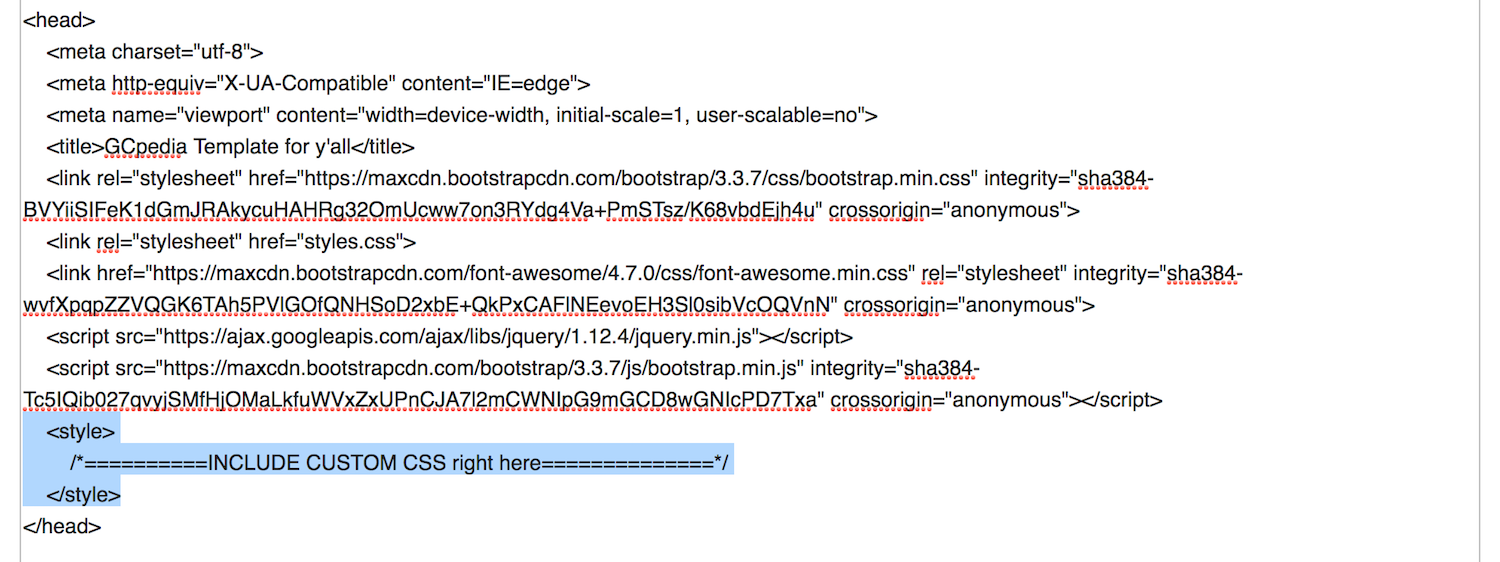 <head>
<meta charset="utf-8">
<meta http-equiv="X-UA-Compatible" content="IE=edge">
<meta name="viewport" content="width=device-width, initial-scale=1, user-scalable=no">
<title>GCpedia Template for y'all</title>
<link rel="stylesheet" href="https://maxcdn.bootstrapcdn.com/bootstrap/3.3.7/css/bootstrap.min.css" integrity="sha384-
BVYiiSIFeK1dGmJRAkycuHAHRg32OmUcww7on3RYdg4Va+PmSTsz/K68vbdEjh4u" crossorigin="anonymous">
<link rel="stylesheet" href="styles.css">
<link href="https://maxcdn.bootstrapcdn.com/font-awesome/4.7.0/css/font-awesome.min.css" rel="stylesheet" integrity="sha384-
wvfXpqpZZVQGK6TAh5PVlGOfQNHSoD2xbE+QkPxCAFlNEevoEH3Sl0sibVcOQVnN" crossorigin="anonymous">
<script src="https://ajax.googleapis.com/ajax/libs/jquery/1.12.4/jquery.min.js"></script>
<script src="https://maxcdn.bootstrapcdn.com/bootstrap/3.3.7/js/bootstrap.min.js" integrity="sha384-
Tc5IQib027qvyjSMfHjOMaLkfuWVxZxUPnCJA7l2mCWNIpG9mGCD8wGNIcPD7Txa" crossorigin="anonymous"></script>
<style>
/*==========INCLUDE CUSTOM CSS right here==============*/
</style>
</head>